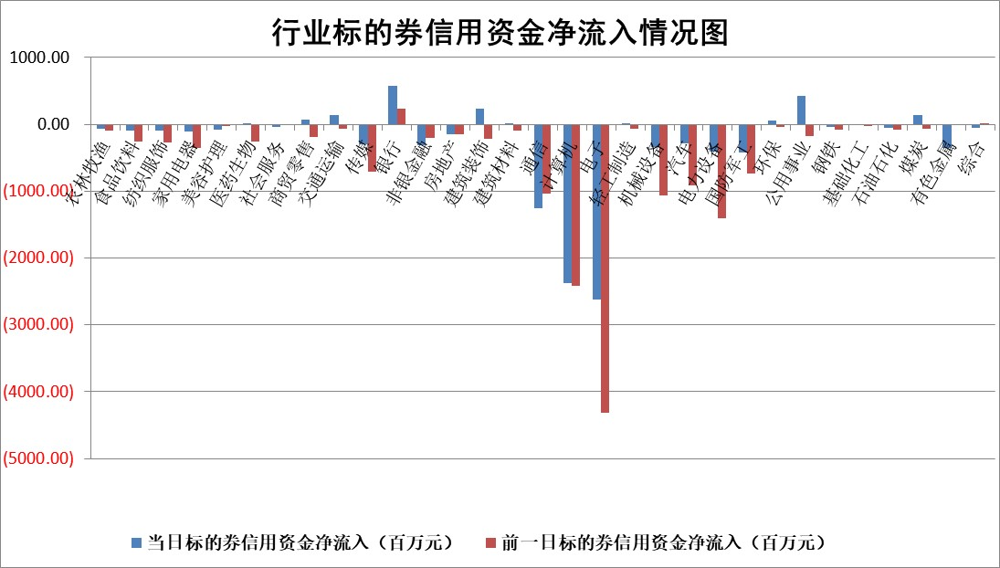 行业标的券信用资金净流入情况图
1000.00
0.00
(1000.00)
(2000.00)
(3000.00)
(4000.00)
(5000.00)
农林牧渔
食品饮料
纺织服饰
家用电器
美容护理
医药生物
社会服务
商贸零售
交通运输
传媒
银行
非银金融
房地产
建筑装饰
建筑材料
通信
计算机
电子
轻工制造
机械设备
汽车
电力设备
国防军工
环保
公用事业
钢铁
基础化工
石油石化
煤炭
有色金属
综合
当日标的券信用资金净流入（百万元）
前一日标的券信用资金净流入（百万元）